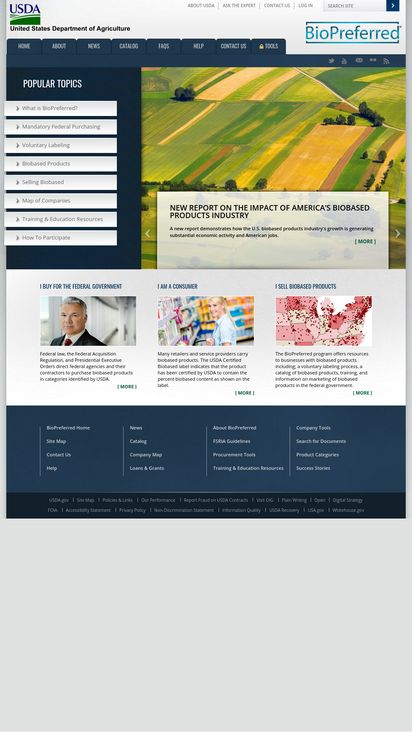 USDA
United States Department of Agriculture
ABOUT USDA | ASK THE EXPERT | CONTACT US | LOG IN
SEARCH SITE
BioPreferred
HOME ABOUT NEWS CATALOG FAQS HELP CONTACT US TOOLS
POPULAR TOPICS
What is BioPreferred?
Mandatory Federal Purchasing
Voluntary Labeling
Biobased Products
Selling Biobased
Map of Companies
Training & Education Resources
How To Participate
NEW REPORT ON THE IMPACT OF AMERICA'S BIOBASED
PRODUCTS INDUSTRY
A new report demonstrates how the U.S. biobased products industry's growth is generating
substantial economic activity and American jobs.
[ MORE ]
I BUY FOR THE FEDERAL GOVERNMENT
Federal law, the Federal Acquisition
Regulation, and Presidential Executive
Orders direct federal agencies and their
contractors to purchase biobased products
in categories identified by USDA.
[ MORE ]
I AM A CONSUMER
Many retailers and service providers carry
biobased products. The USDA Certified
Biobased label indicates that the product
has been certified by USDA to contain the
percent biobased content as shown on the
label.
[ MORE ]
I SELL BIOBASED PRODUCTS
The BioPreferred program offers resources
to businesses with biobased products
including: a voluntary labeling process, a
catalog of biobased products, training, and
information on marketing of biobased
products in the federal government.
[ MORE ]
BioPreferred Home
Site Map
Contact Us
Help
News
Catalog
Company Map
Loans & Grants
About BioPreferred
FSRIA Guidelines
Procurement Tools
Training & Education Resources
Company Tools
Search for Documents
Product Categories
Success Stories
USDA.gov | Site Map | Policies & Links | Our Performance | Report Fraud on USDA Contracts | Visit OIG | Plain Writing | Open | Digital Strategy
FOIA | Accessibility Statement | Privacy Policy | Non-Discrimination Statement | Information Quality | USDA Recovery | USA.gov | Whitehouse.gov